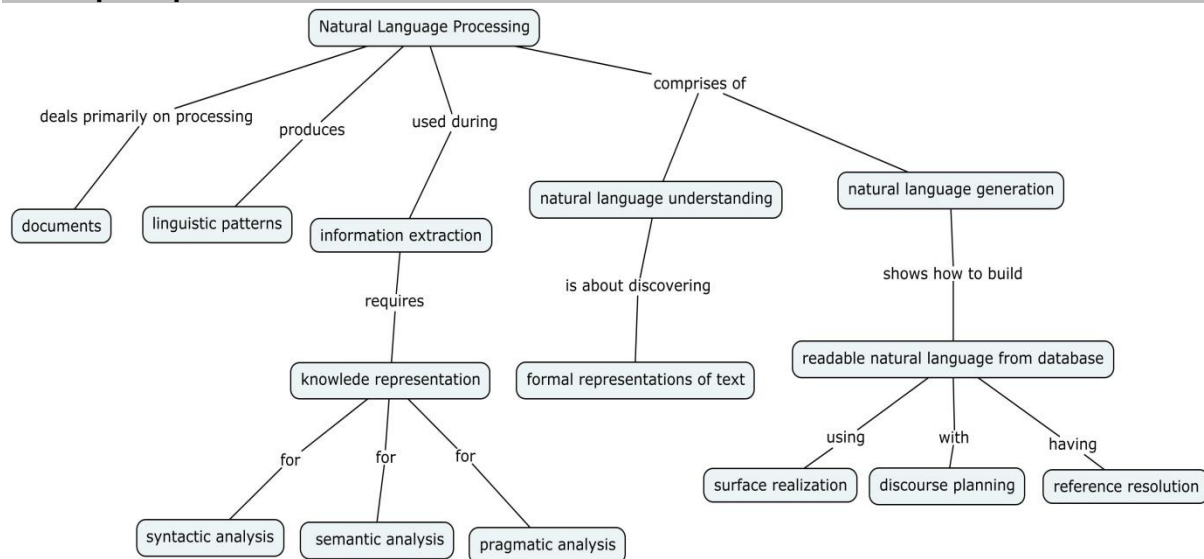 Natural Language Processing
comprises of
deals primarily on processing
produces
used during
natural language understanding
natural language generation
documents
linguistic patterns
information extraction
is about discovering
shows how to build
requires
readable natural language from database
knowlede representation
formal representations of text
using
with
having
for
for
for
surface realization
discourse planning
reference resolution
syntactic analysis
semantic analysis
pragmatic analysis